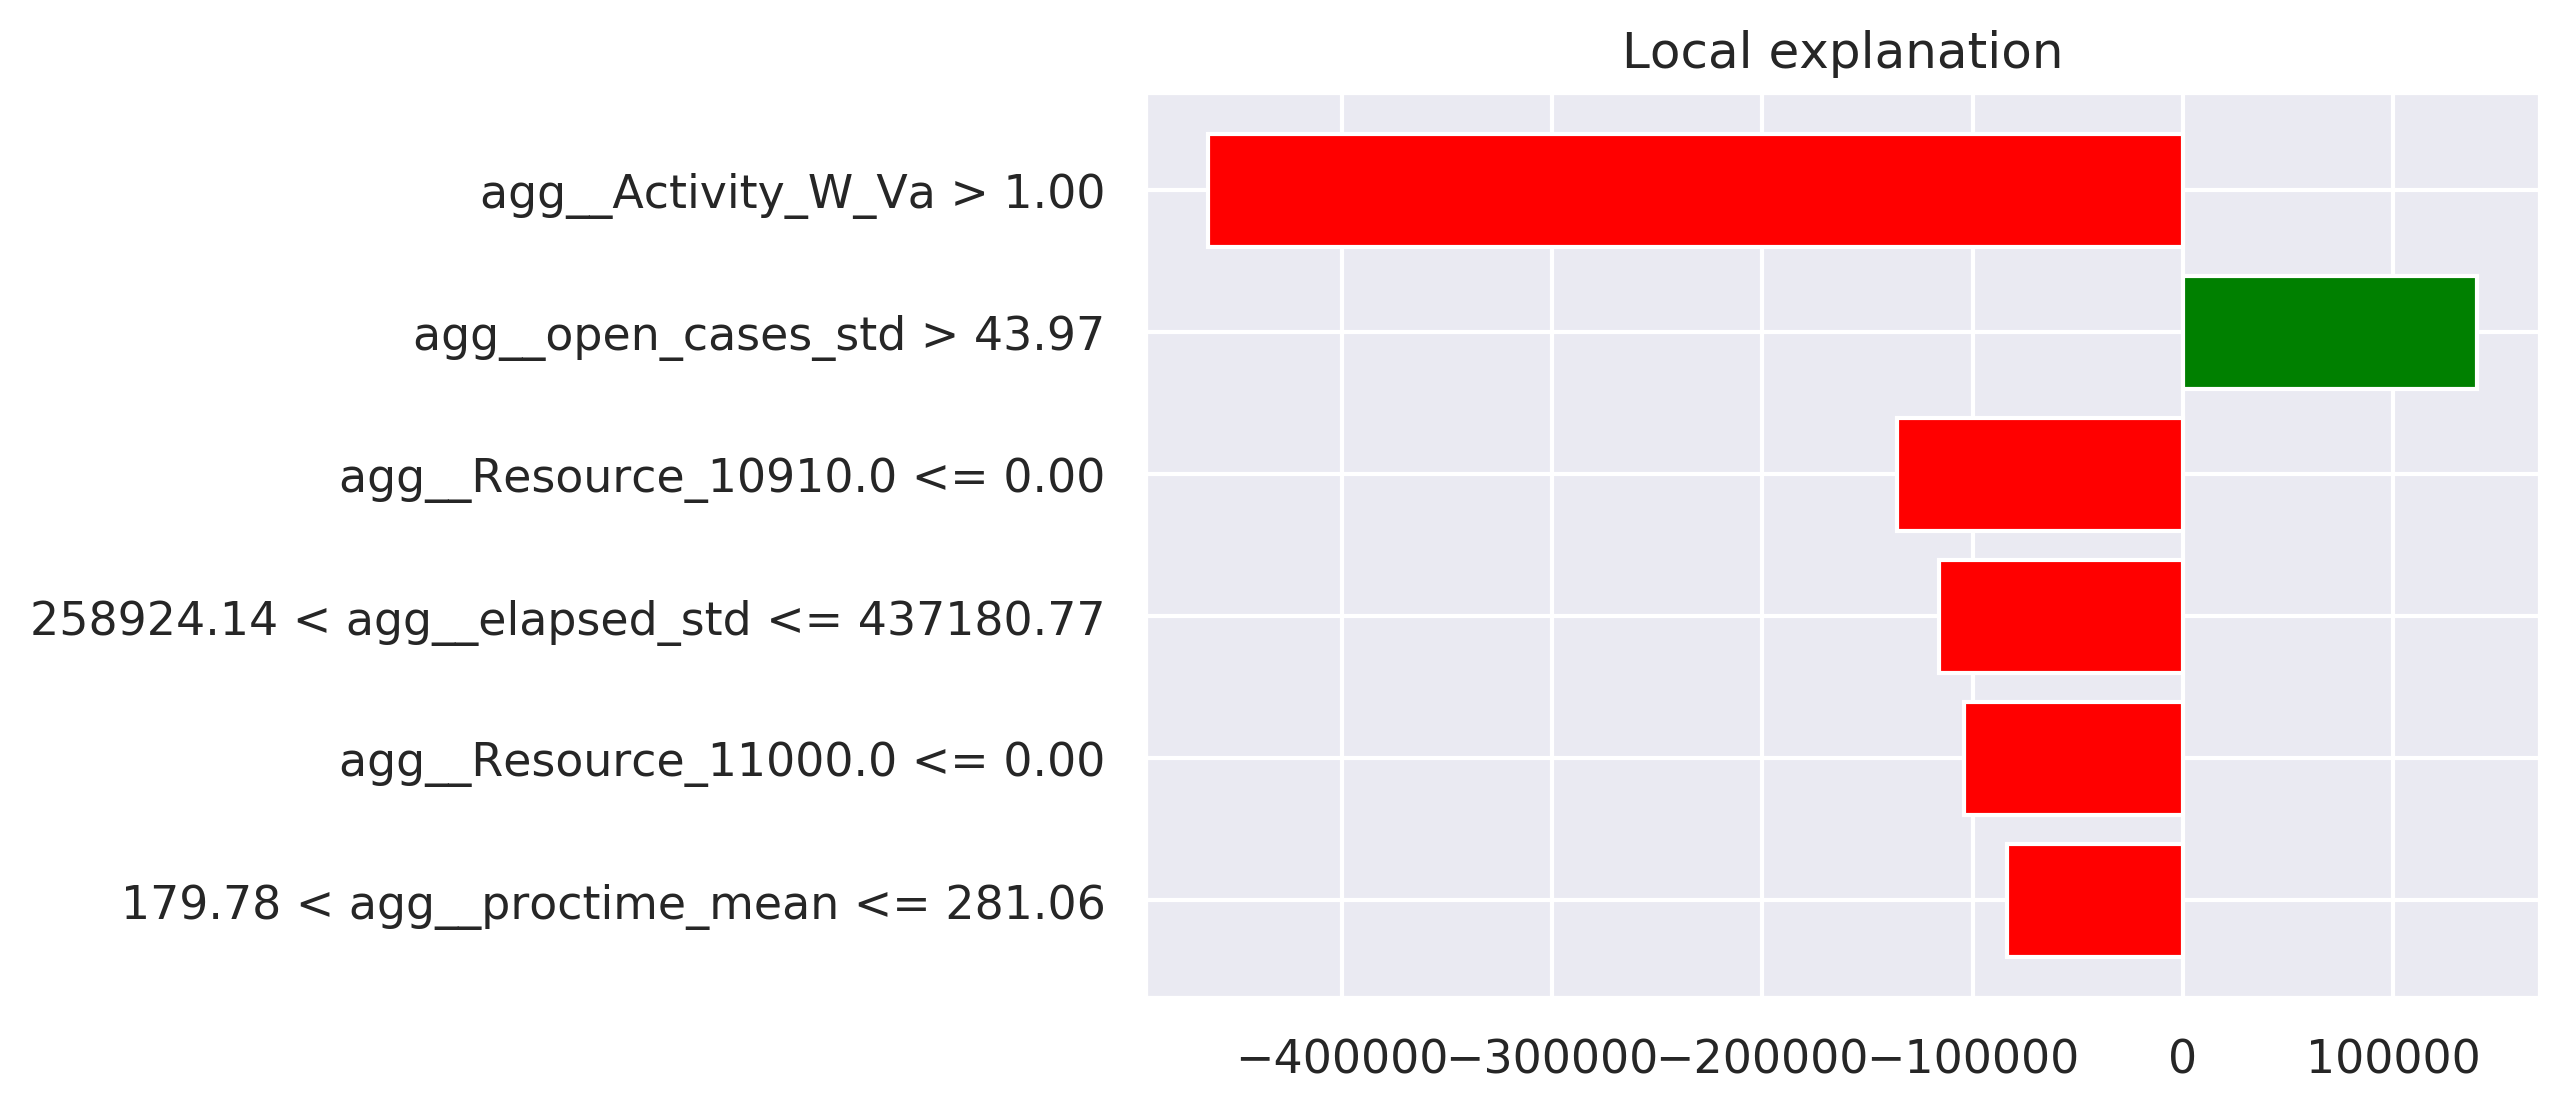 Local explanation
agg__Activity_W_Va > 1.00
agg__open_cases_std > 43.97
agg__Resource_10910.0 <= 0.00
258924.14 < agg__elapsed_std <= 437180.77
agg__Resource_11000.0 <= 0.00
179.78 < agg__proctime_mean <= 281.06
−400000−300000−200000−100000 0 100000